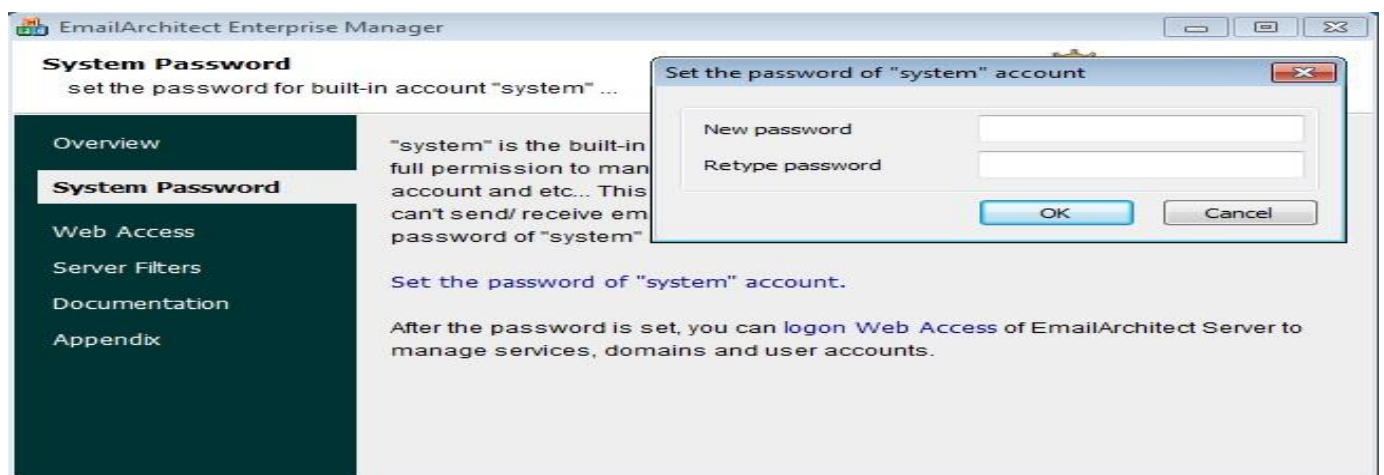 EmailArchitect Enterprise Manager
System Password
set the password for built-in account "system" ...
Overview
System Password
Web Access
Server Filters
Documentation
Appendix
"system" is the built-in
full permission to man
account and etc... This
can't send/ receive em
password of "system"
Set the password of "system" account.
After the password is set, you can logon Web Access of EmailArchitect Server to
manage services, domains and user accounts.
Set the password of "system" account
New password
Retype password
OK Cancel